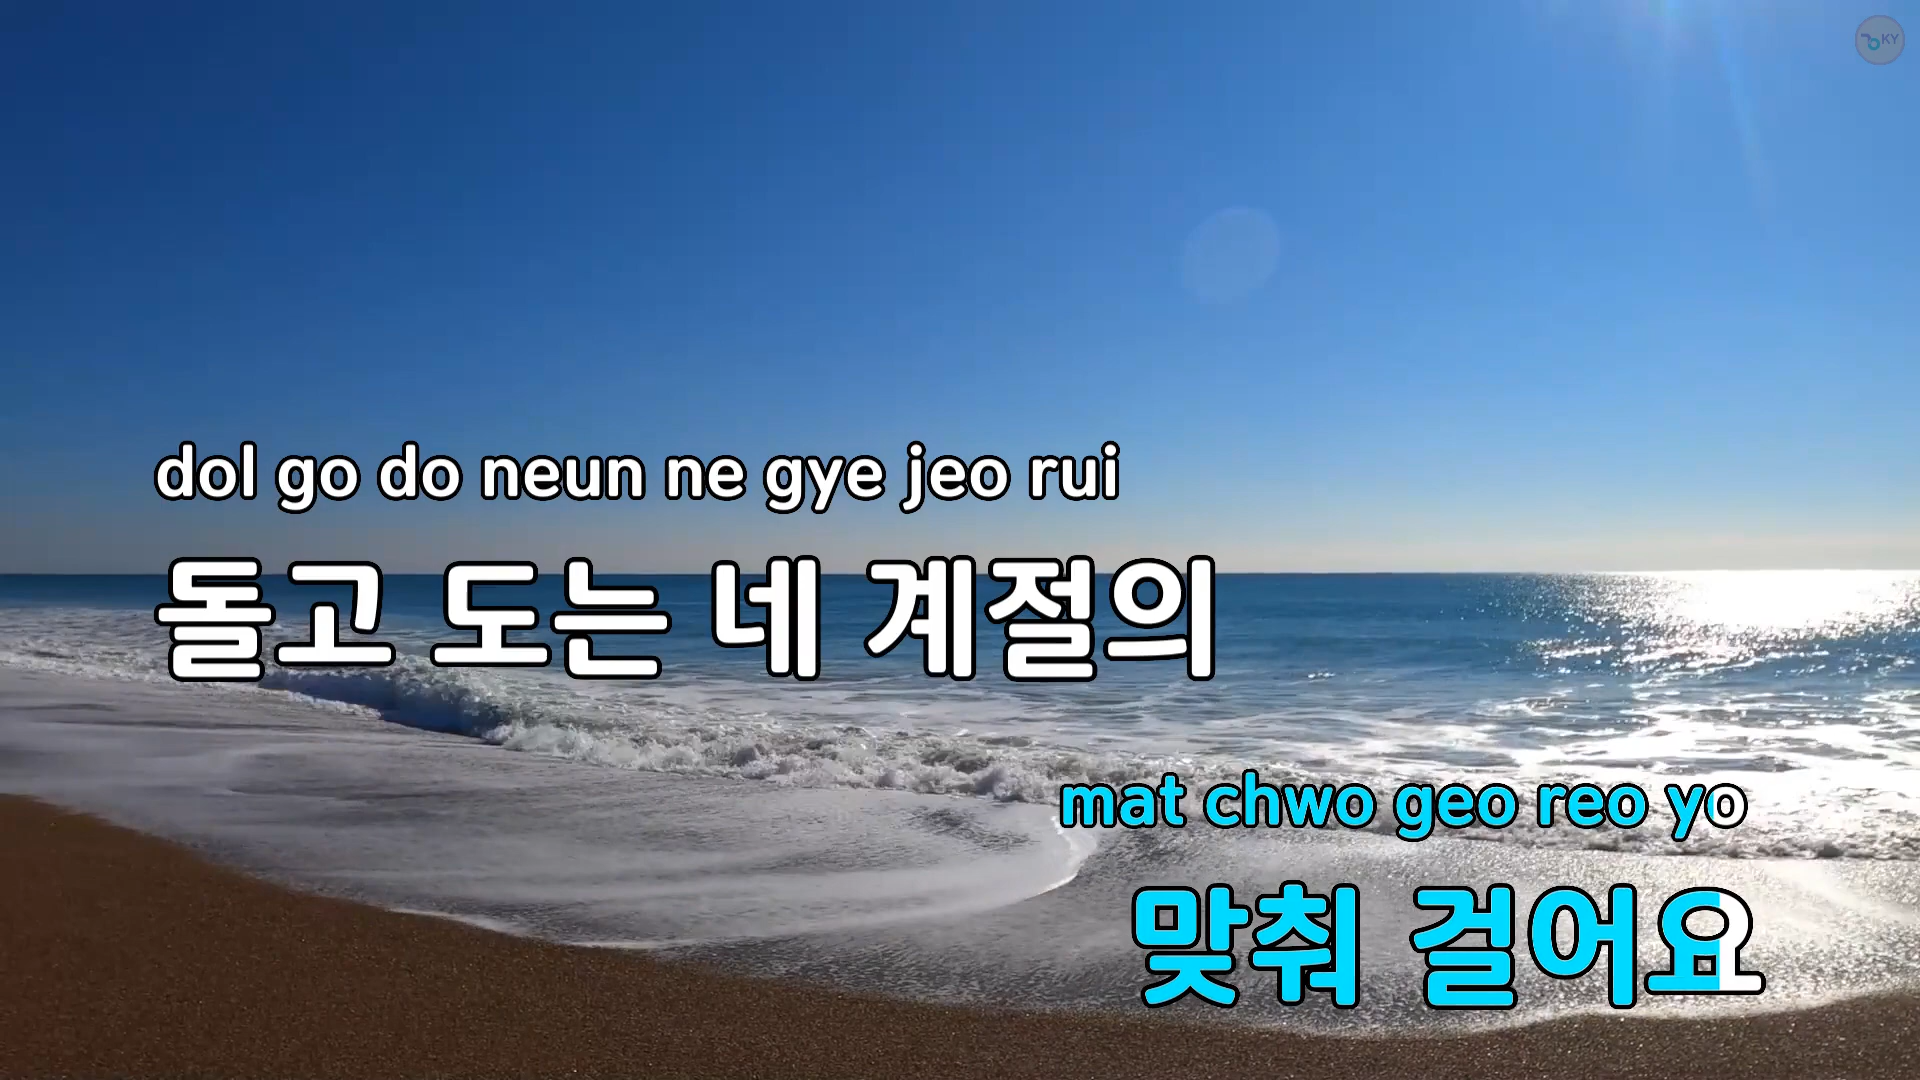 KY
dol go do neun ne gye jeo rui
돌고 도는 네 계절의
mat chwo geo reo yo
맞춰 걸어요